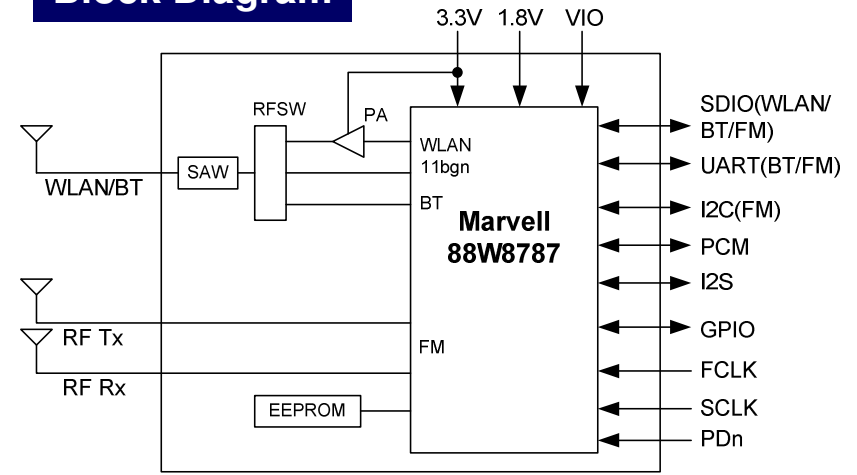 Block Diagram
3.3V 1.8V VIO
RFSW
PA
WLAN
11bgn
BT
SAW
WLAN/BT
Marvell
88W8787
RF Tx
FM
RF Rx
EEPROM
SDIO(WLAN/
BT/FM)
UART(BT/FM)
I2C(FM)
PCM
I2S
GPIO
FCLK
SCLK
PDn